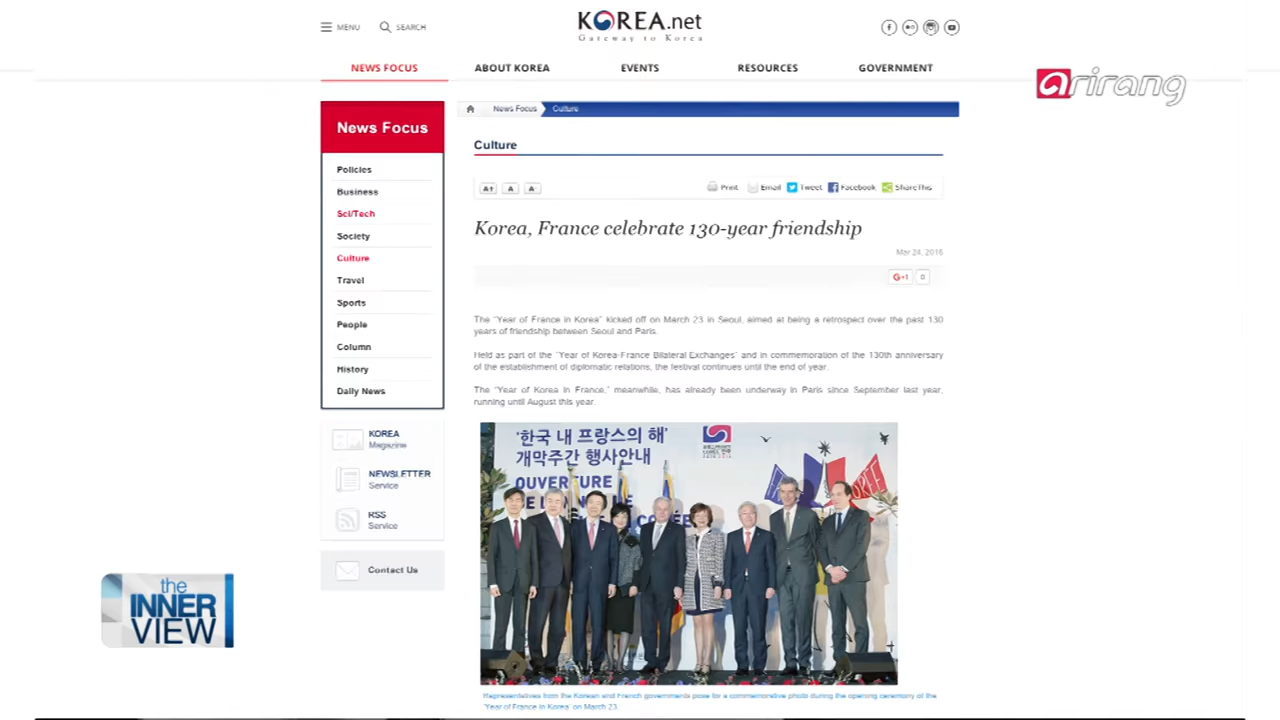 MENU
SEARCH
KOREA.net
Gateway to Korea
NEWS FOCUS
ABOUT KOREA
EVENTS
RESOURCES
GOVERNMENT
arirang
News Focus
News Focus
Culture
Culture
Policies
Business
Sci/Tech
Society
Culture
Travel
Sports
People
Column
History
Daily News
A+
A
A-
Print
Email
Tweet
Facebook
ShareThis
Korea, France celebrate 130-year friendship
Mar 24, 2016
G+1
0
The "Year of France in Korea" kicked off on March 23 in Seoul, aimed at being a retrospect over the past 130
years of friendship between Seoul and Paris.
Held as part of the "Year of Korea-France Bilateral Exchanges" and in commemoration of the 130th anniversary
of the establishment of diplomatic relations, the festival continues until the end of year.
The "Year of Korea in France," meanwhile, has already been underway in Paris since September last year,
running until August this year.
KOREA
Magazine
NEWSLETTER
Service
RSS
Service
Contact Us
'한국 내 프랑스의 해'
개막주간 행사안내
OUVERTURE
Representatives from the Korean and French governments pose for a commemorative photo during the opening ceremony of the
'Year of France in Korea' on March 23.
the
INNER
VIEW